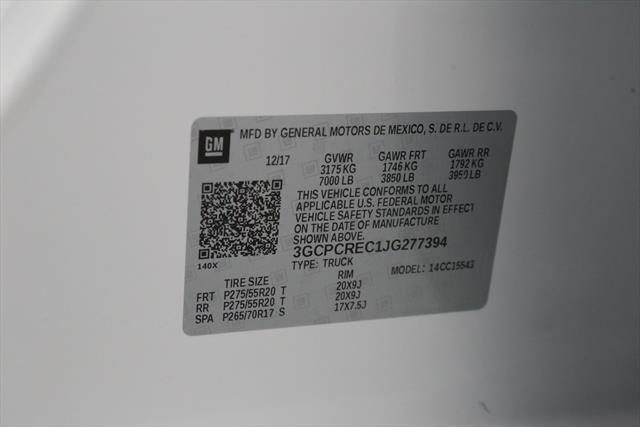 GM
MFD BY GENERAL MOTORS DE MEXICO, S. DE R.L. DE C.V.
12/17 GVWR GAWR FRT GAWR RR
3175 KG 1746 KG 1792 KG
7000 LB 3850 LB 3950 LB
THIS VEHICLE CONFORMS TO ALL
APPLICABLE U.S. FEDERAL MOTOR
VEHICLE SAFETY STANDARDS IN EFFECT
ON THE DATE OF MANUFACTURE
SHOWN ABOVE.
3GCPCREC1JG277394
140X TYPE: TRUCK MODEL: 14CC15543
TIRE SIZE RIM
FRT P275/55R20 T 20X9J
RR P275/55R20 T 20X9J
SPA P265/70R17 S 17X7.5J